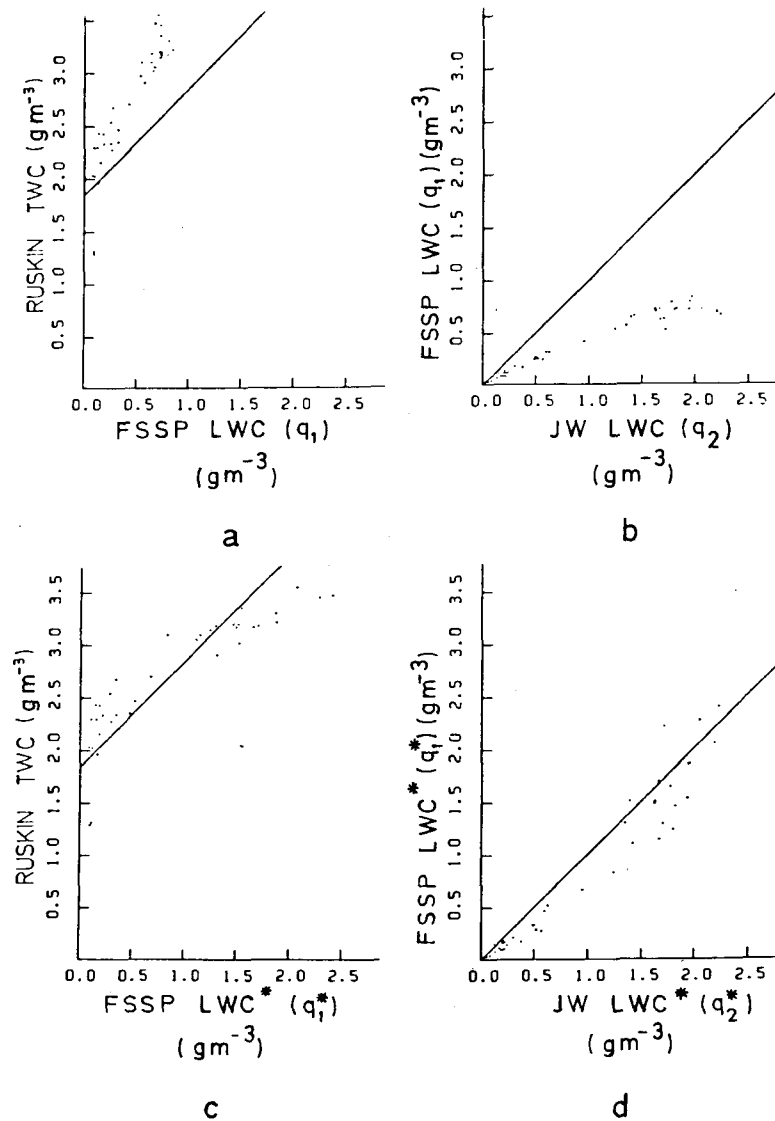 RUSKIN TWC (gm-3)
3.0
2.5
2.0
1.5
1.0
0.5
0.0 0.5 1.0 1.5 2.0 2.5
FSSP LWC (q1)
(gm-3)
a
FSSP LWC (q1) (gm-3)
3.0
2.5
2.0
1.5
1.0
0.5
0.0 0.5 1.0 1.5 2.0 2.5
JW LWC (q2)
(gm-3)
b
RUSKIN TWC (gm-3)
3.5
3.0
2.5
2.0
1.5
1.0
0.5
0.0 0.5 1.0 1.5 2.0 2.5
FSSP LWC* (q1*)
(gm-3)
c
FSSP LWC* (q1*) (gm-3)
3.5
3.0
2.5
2.0
1.5
1.0
0.5
0.0 0.5 1.0 1.5 2.0 2.5
JW LWC* (q2*)
(gm-3)
d